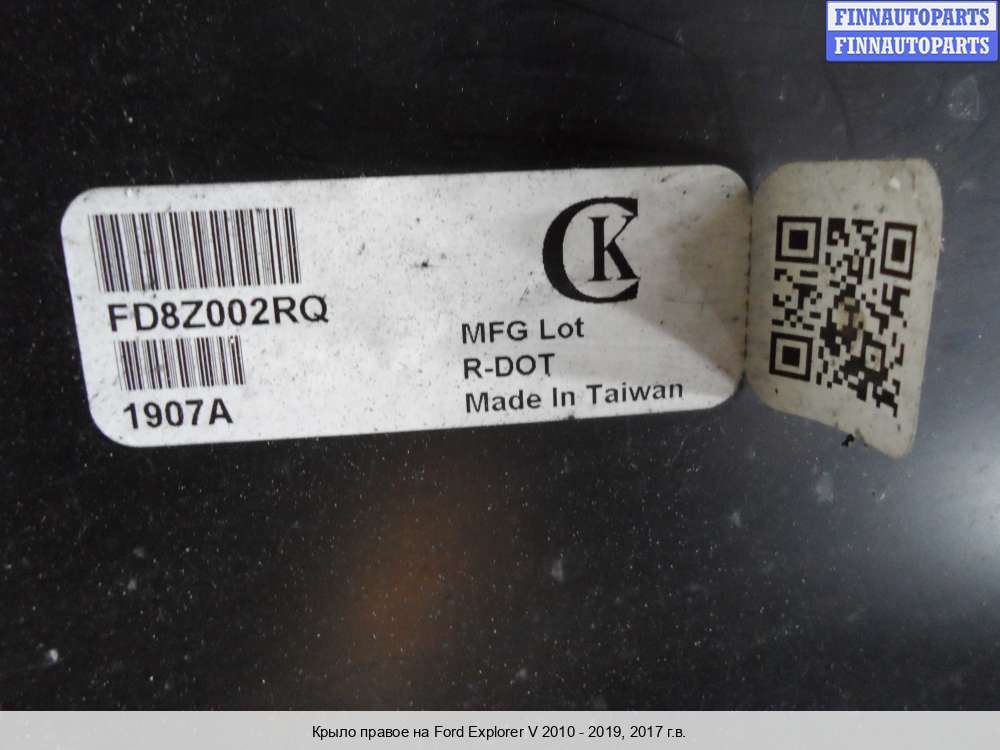 FINNAUTOPARTS
FINNAUTOPARTS
CK
FD8Z002RQ
MFG Lot
R-DOT
1907A
Made In Taiwan
Крыло правое на Ford Explorer V 2010 - 2019, 2017 г.в.